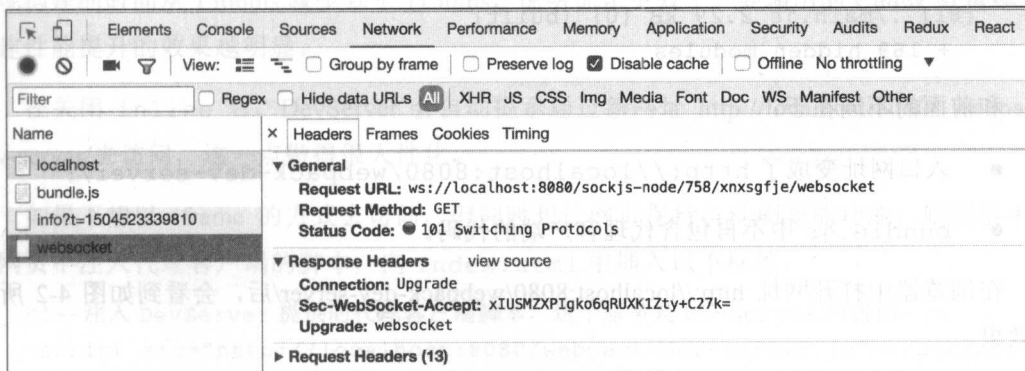 Elements Console Sources Network Performance Memory Application Security Audits Redux React
View: Group by frame Preserve log Disable cache Offline No throttling
Filter Regex Hide data URLs All XHR JS CSS Img Media Font Doc WS Manifest Other
Name
localhost
bundle.js
info?t=1504523339810
websocket
× Headers Frames Cookies Timing
General
Request URL: ws://localhost:8080/sockjs-node/758/xnxsgfje/websocket
Request Method: GET
Status Code: 101 Switching Protocols
Response Headers view source
Connection: Upgrade
Sec-WebSocket-Accept: xIUSMZXPIgko6qRUXK1Zty+C27k=
Upgrade: websocket
Request Headers (13)